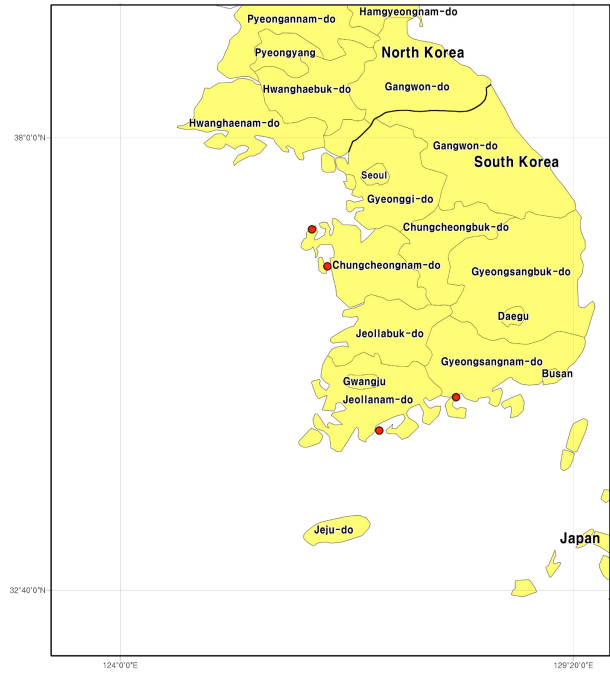 Hamgyeongnam-do
Pyeongannam-do
Pyeongyang
North Korea
Hwanghaebuk-do
Gangwon-do
Hwanghaenam-do
38°0'0"N
Gangwon-do
South Korea
Seoul
Gyeonggi-do
Chungcheongbuk-do
Chungcheongnam-do
Gyeongsangbuk-do
Daegu
Jeollabuk-do
Gyeongsangnam-do
Busan
Gwangju
Jeollanam-do
Jeju-do
Japan
32°40'0"N
124°0'0"E
129°20'0"E